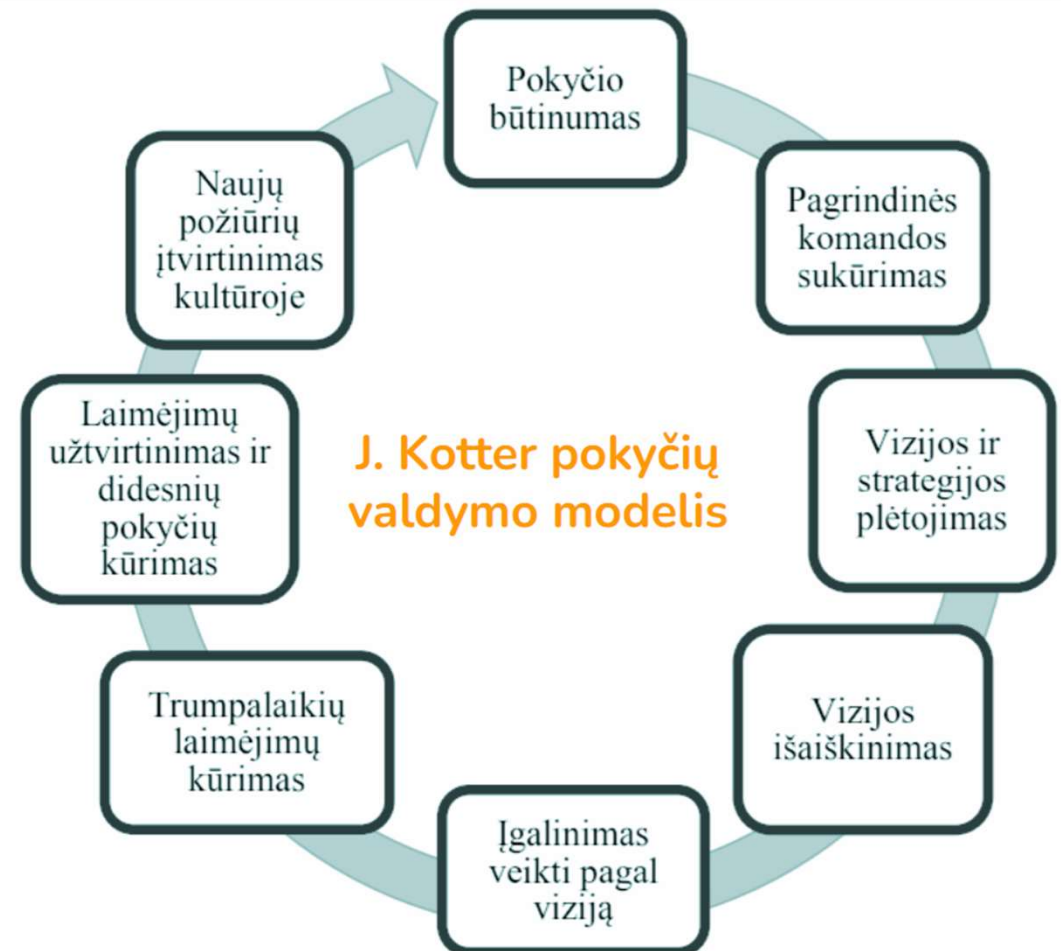 Pokyčio
būtinumas
Pagrindinės
komandos
sukūrimas
Vizijos ir
strategijos
plėtojimas
Vizijos
išaiškinimas
Įgalinimas
veikti pagal
viziją
Trumpalaikių
laimėjimų
kūrimas
Laimėjimų
užtvirtinimas ir
didesnių
pokyčių
kūrimas
Naujų
požiūrių
įtvirtinimas
kultūroje
J. Kotter pokyčių
valdymo modelis